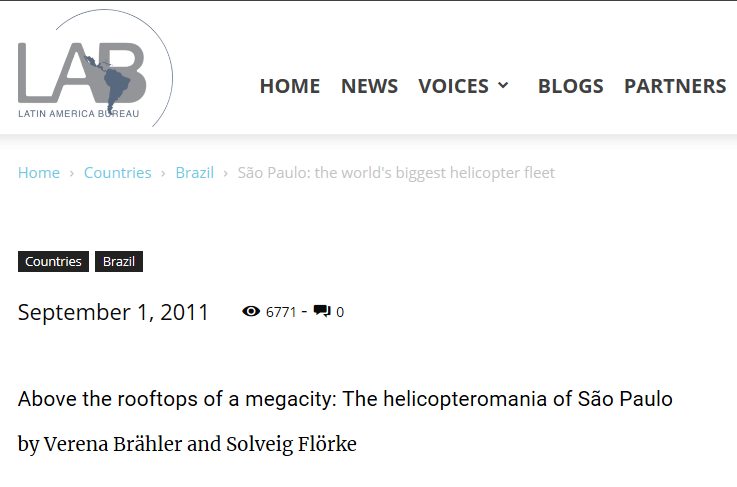 LAB
LATIN AMERICA BUREAU
HOME NEWS VOICES BLOGS PARTNERS
Home › Countries › Brazil › São Paulo: the world's biggest helicopter fleet
Countries Brazil
September 1, 2011 6771 - 0
Above the rooftops of a megacity: The helicopteromania of São Paulo
by Verena Brähler and Solveig Flörke